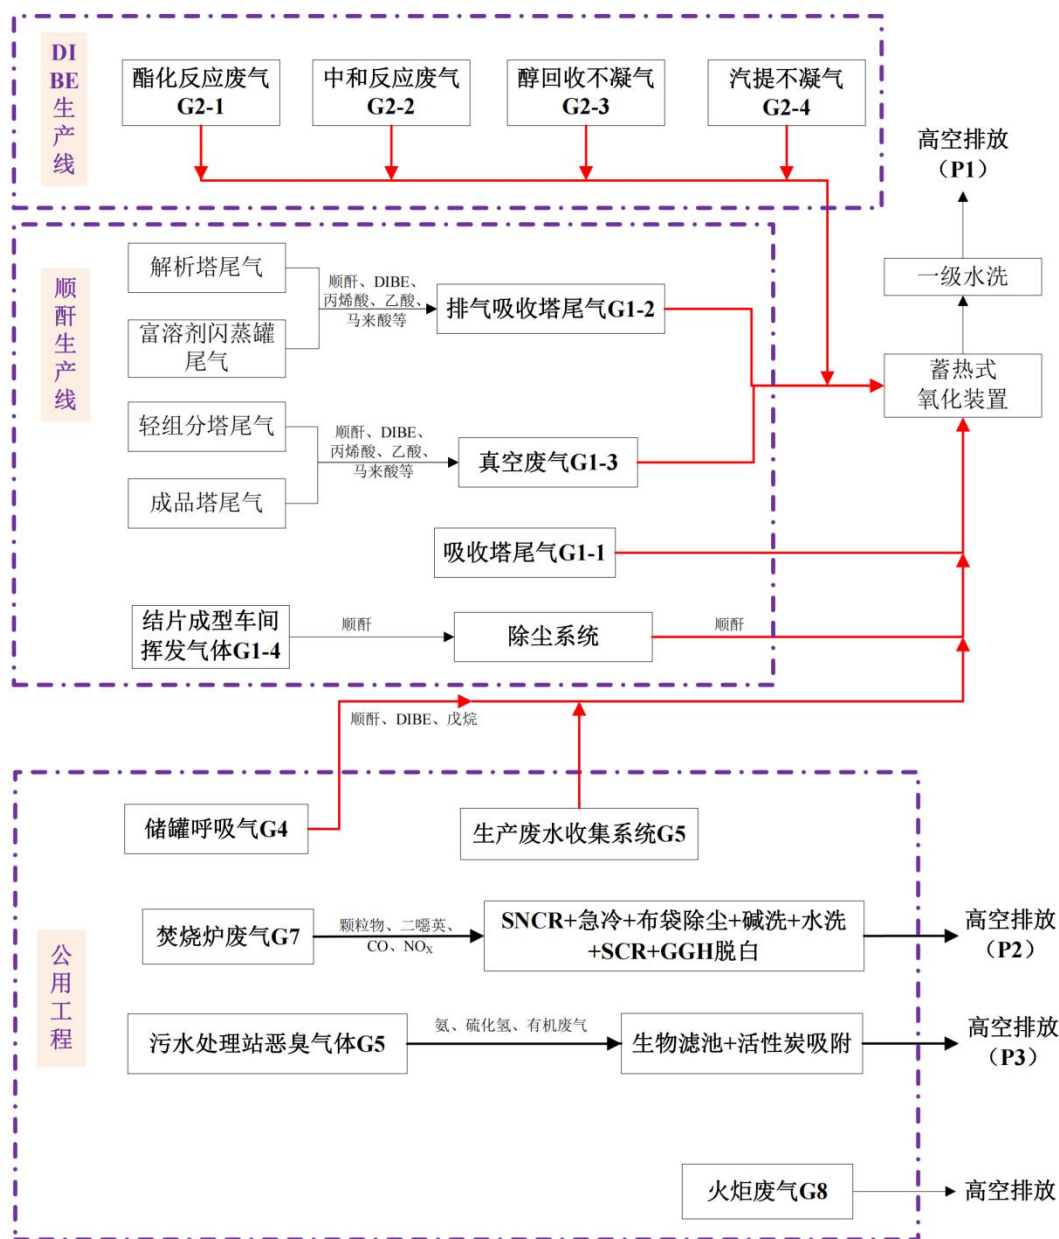 DI
BE
生
产
线
酯化反应废气
G2-1
中和反应废气
G2-2
醇回收不凝气
G2-3
汽提不凝气
G2-4
高空排放
（P1）
一级水洗
蓄热式
氧化装置
顺
酐
生
产
线
解析塔尾气
富溶剂闪蒸罐
尾气
顺酐、DIBE、
丙烯酸、乙酸、
马来酸等
排气吸收塔尾气G1-2
轻组分塔尾气
成品塔尾气
顺酐、DIBE、
丙烯酸、乙酸、
马来酸等
真空废气G1-3
吸收塔尾气G1-1
结片成型车间
挥发气体G1-4
顺酐
除尘系统
顺酐
顺酐、DIBE、戊烷
公
用
工
程
储罐呼吸气G4
生产废水收集系统G5
焚烧炉废气G7
颗粒物、二噁英、
CO、NOX
SNCR+急冷+布袋除尘+碱洗+水洗
+SCR+GGH脱白
高空排放
（P2）
污水处理站恶臭气体G5
氨、硫化氢、有机废气
生物滤池+活性炭吸附
高空排放
（P3）
火炬废气G8
高空排放